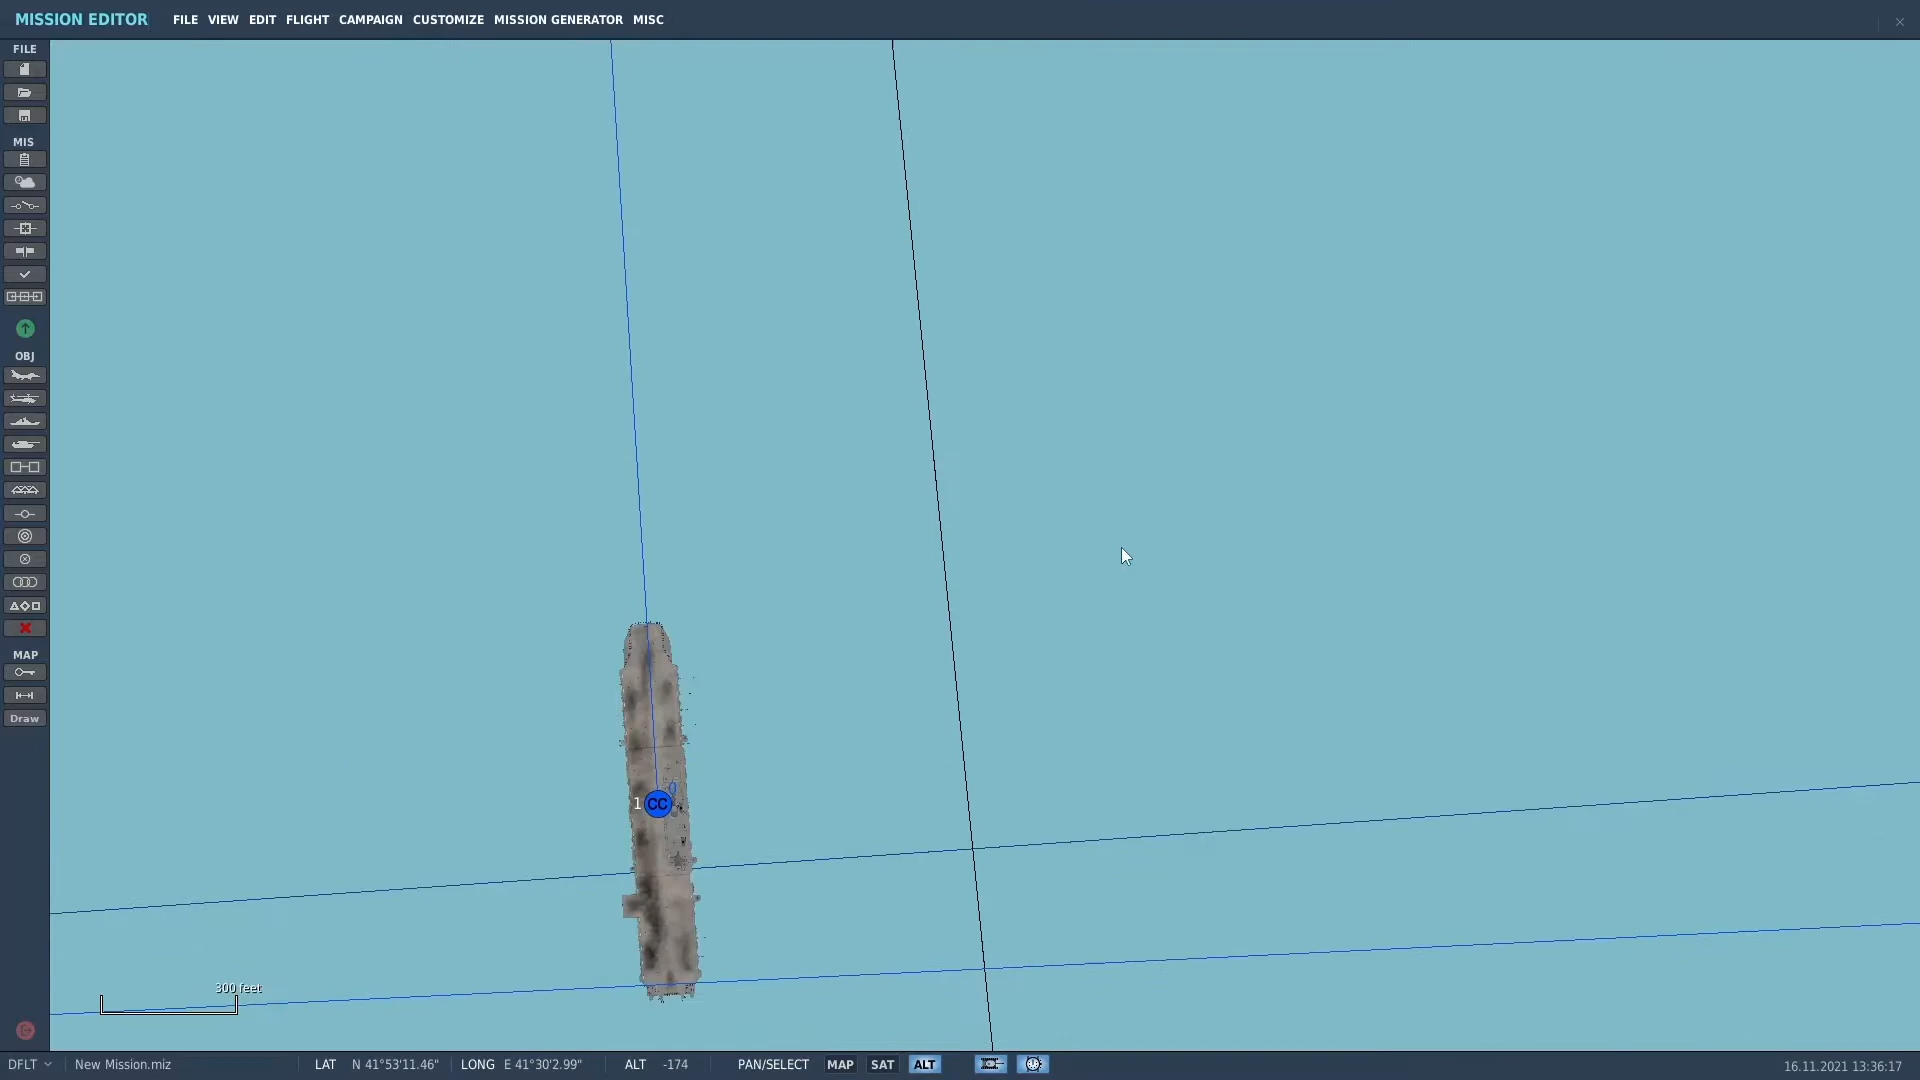 MISSION EDITOR FILE VIEW EDIT FLIGHT CAMPAIGN CUSTOMIZE MISSION GENERATOR MISC
FILE
MIS
OBJ
MAP
Draw
1 CC 0
300 feet
DFLT New Mission.miz LAT N 41°53'11.46" LONG E 41°30'2.99" ALT -174 PAN/SELECT MAP SAT ALT 16.11.2021 13:36:17